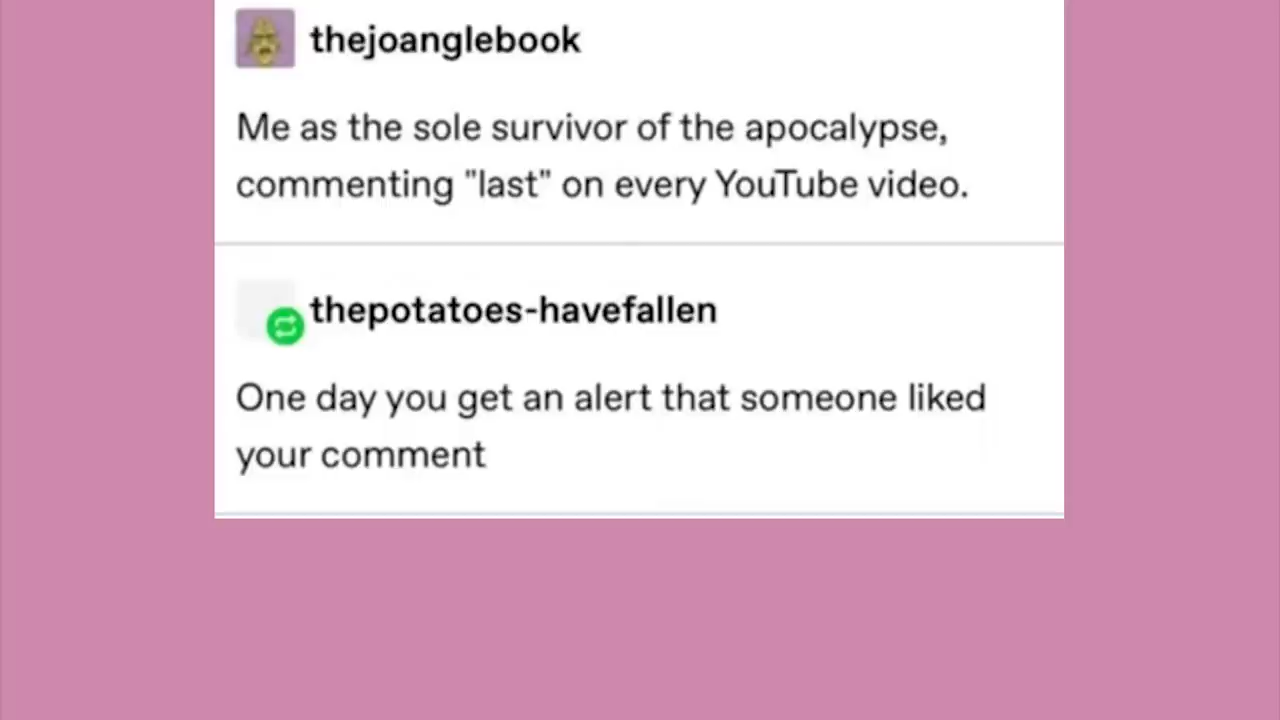 thejoanglebook
Me as the sole survivor of the apocalypse,
commenting "last" on every YouTube video.
thepotatoes-havefallen
One day you get an alert that someone liked
your comment